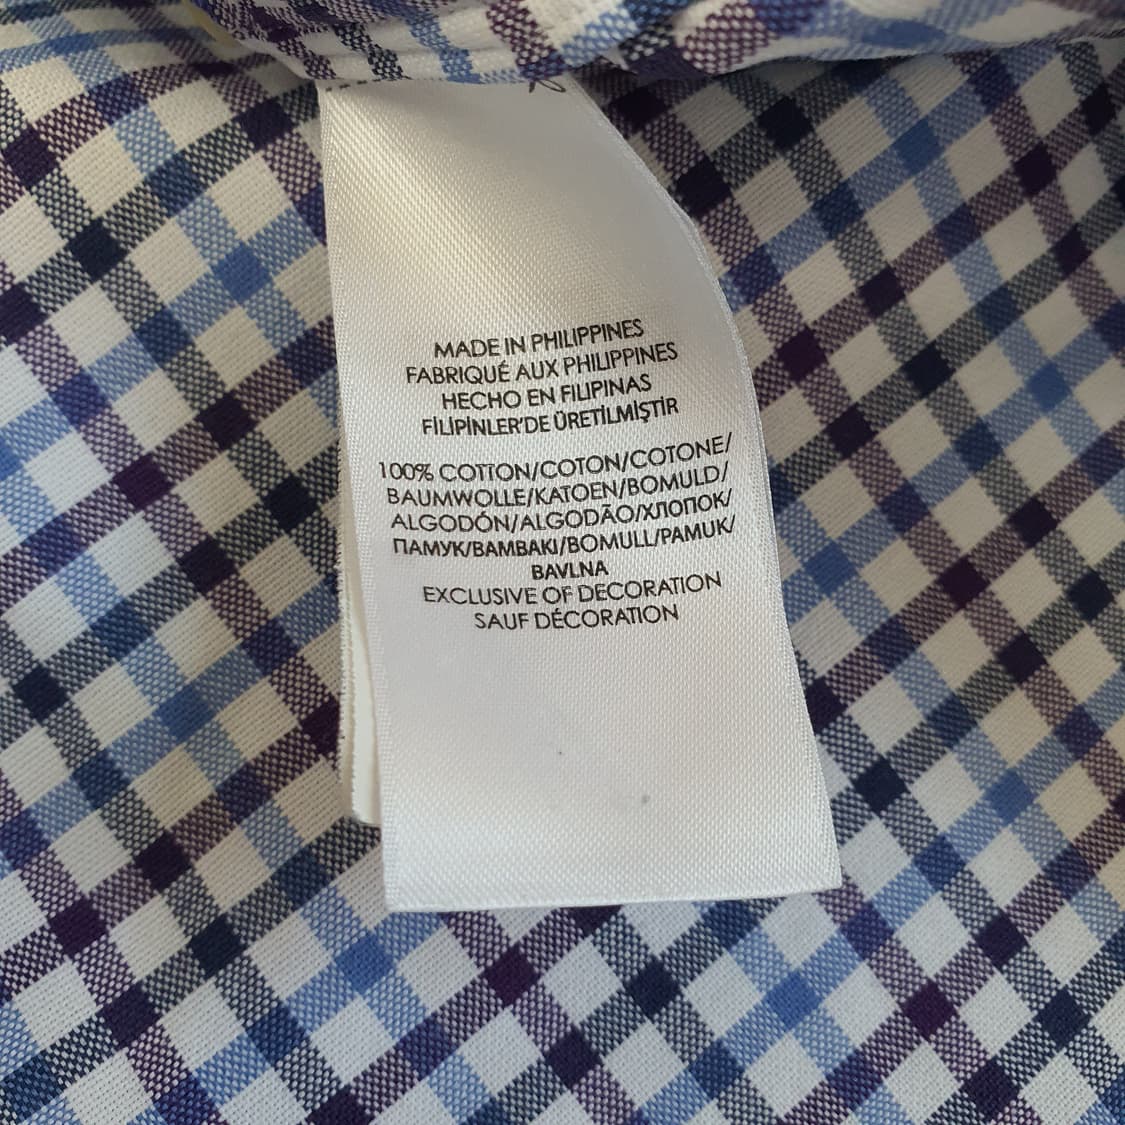 MADE IN PHILIPPINES
FABRIQUÉ AUX PHILIPPINES
HECHO EN FILIPINAS
FİLİPİNLER'DE ÜRETİLMİŞTİR
100% COTTON/COTON/COTONE/
BAUMWOLLE/KATOEN/BOMULD/
ALGODÓN/ALGODÃO/ХЛОПОК/
ПАМУК/BAMBAKI/BOMULL/PAMUK/
BAVLNA
EXCLUSIVE OF DECORATION
SAUF DÉCORATION